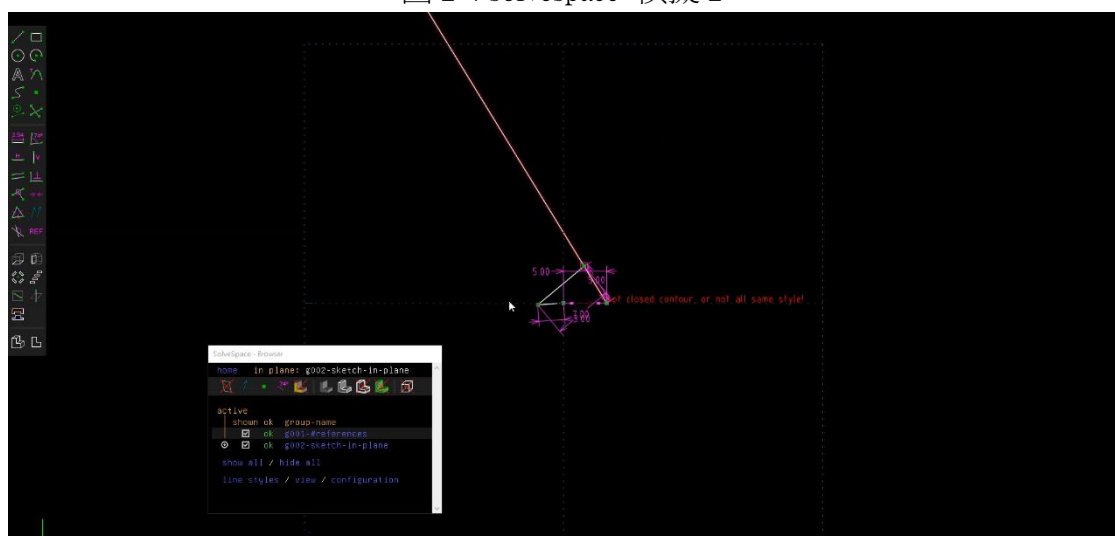 5.00
not closed contour, or not all same style!
SolveSpace - Browser
home in plane: g002-sketch-in-plane
active
shown ok group-name
ok g001-#references
ok g002-sketch-in-plane
show all / hide all
line styles / view / configuration
REF